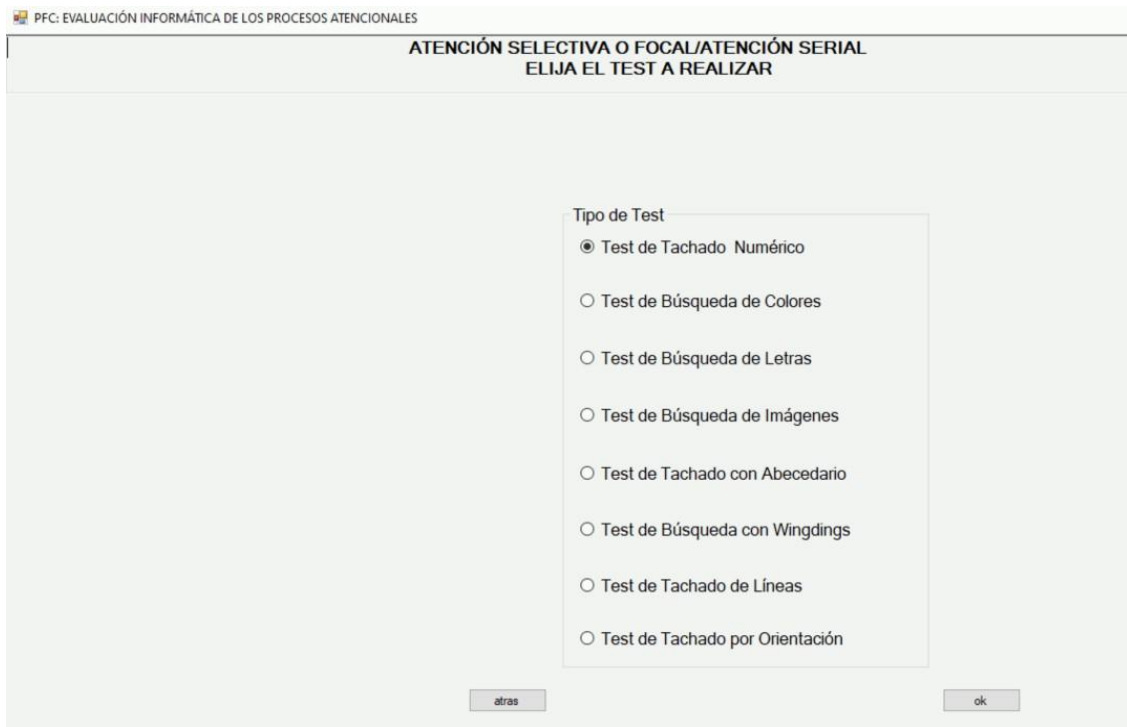 PFC: EVALUACIÓN INFORMÁTICA DE LOS PROCESOS ATENCIONALES
ATENCIÓN SELECTIVA O FOCAL/ATENCIÓN SERIAL
ELIJA EL TEST A REALIZAR
Tipo de Test
Test de Tachado Numérico
Test de Búsqueda de Colores
Test de Búsqueda de Letras
Test de Búsqueda de Imágenes
Test de Tachado con Abecedario
Test de Búsqueda con Wingdings
Test de Tachado de Líneas
Test de Tachado por Orientación
atras
ok